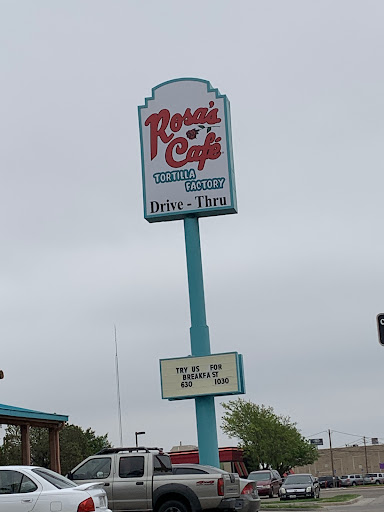 Rosa's
Café
TORTILLA
FACTORY
Drive - Thru
TRY US FOR
BREAKFAST
630 1030